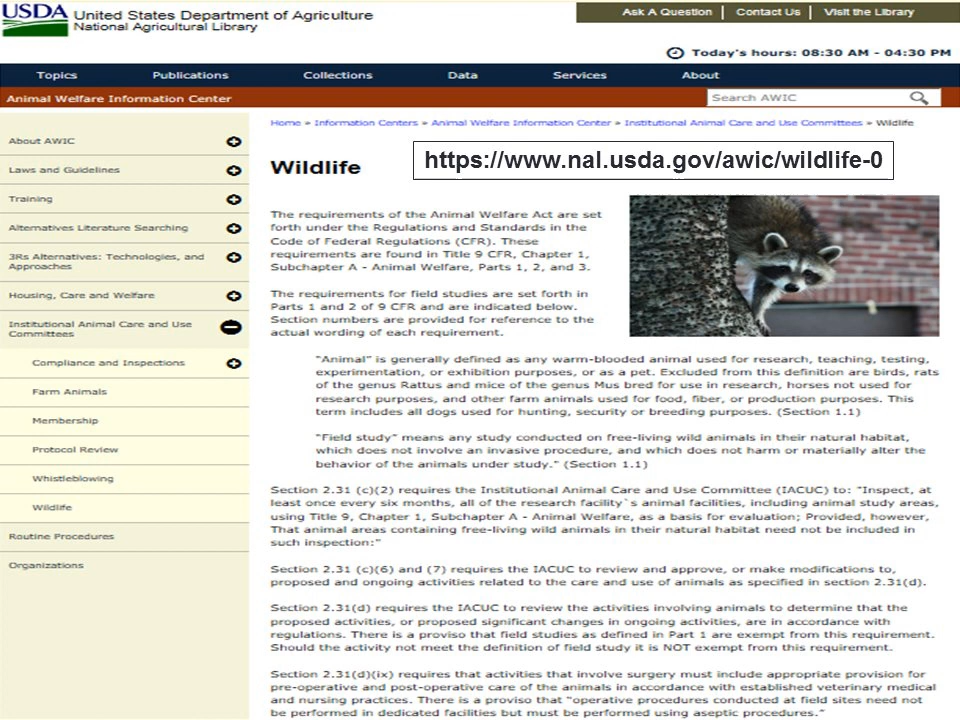 USDA United States Department of Agriculture
National Agricultural Library
Ask A Question | Contact Us | Visit the Library
Today's hours: 08:30 AM - 04:30 PM
Topics Publications Collections Data Services About
Animal Welfare Information Center
Search AWIC
Home » Information Centers » Animal Welfare Information Center » Institutional Animal Care and Use Committees » Wildlife
About AWIC
Laws and Guidelines
Training
Alternatives Literature Searching
3Rs Alternatives: Technologies, and
Approaches
Housing, Care and Welfare
Institutional Animal Care and Use
Committees
Compliance and Inspections
Farm Animals
Membership
Protocol Review
Whistleblowing
Wildlife
Routine Procedures
Organizations
Wildlife
https://www.nal.usda.gov/awic/wildlife-0
The requirements of the Animal Welfare Act are set
forth under the Regulations and Standards in the
Code of Federal Regulations (CFR). These
requirements are found in Title 9 CFR, Chapter 1,
Subchapter A - Animal Welfare, Parts 1, 2, and 3.
The requirements for field studies are set forth in
Parts 1 and 2 of 9 CFR and are indicated below.
Section numbers are provided for reference to the
actual wording of each requirement.
"Animal" is generally defined as any warm-blooded animal used for research, teaching, testing,
experimentation, or exhibition purposes, or as a pet. Excluded from this definition are birds, rats
of the genus Rattus and mice of the genus Mus bred for use in research, horses not used for
research purposes, and other farm animals used for food, fiber, or production purposes. This
term includes all dogs used for hunting, security or breeding purposes. (Section 1.1)
"Field study" means any study conducted on free-living wild animals in their natural habitat,
which does not involve an invasive procedure, and which does not harm or materially alter the
behavior of the animals under study." (Section 1.1)
Section 2.31 (c)(2) requires the Institutional Animal Care and Use Committee (IACUC) to: "Inspect, at
least once every six months, all of the research facility`s animal facilities, including animal study areas,
using Title 9, Chapter 1, Subchapter A - Animal Welfare, as a basis for evaluation; Provided, however,
That animal areas containing free-living wild animals in their natural habitat need not be included in
such inspection:"
Section 2.31 (c)(6) and (7) requires the IACUC to review and approve, or make modifications to,
proposed and ongoing activities related to the care and use of animals as specified in section 2.31(d).
Section 2.31(d) requires the IACUC to review the activities involving animals to determine that the
proposed activities, or proposed significant changes in ongoing activities, are in accordance with
regulations. There is a proviso that field studies as defined in Part 1 are exempt from this requirement.
Should the activity not meet the definition of field study it is NOT exempt from this requirement.
Section 2.31(d)(ix) requires that activities that involve surgery must include appropriate provision for
pre-operative and post-operative care of the animals in accordance with established veterinary medical
and nursing practices. There is a proviso that "operative procedures conducted at field sites need not
be performed in dedicated facilities but must be performed using aseptic procedures."